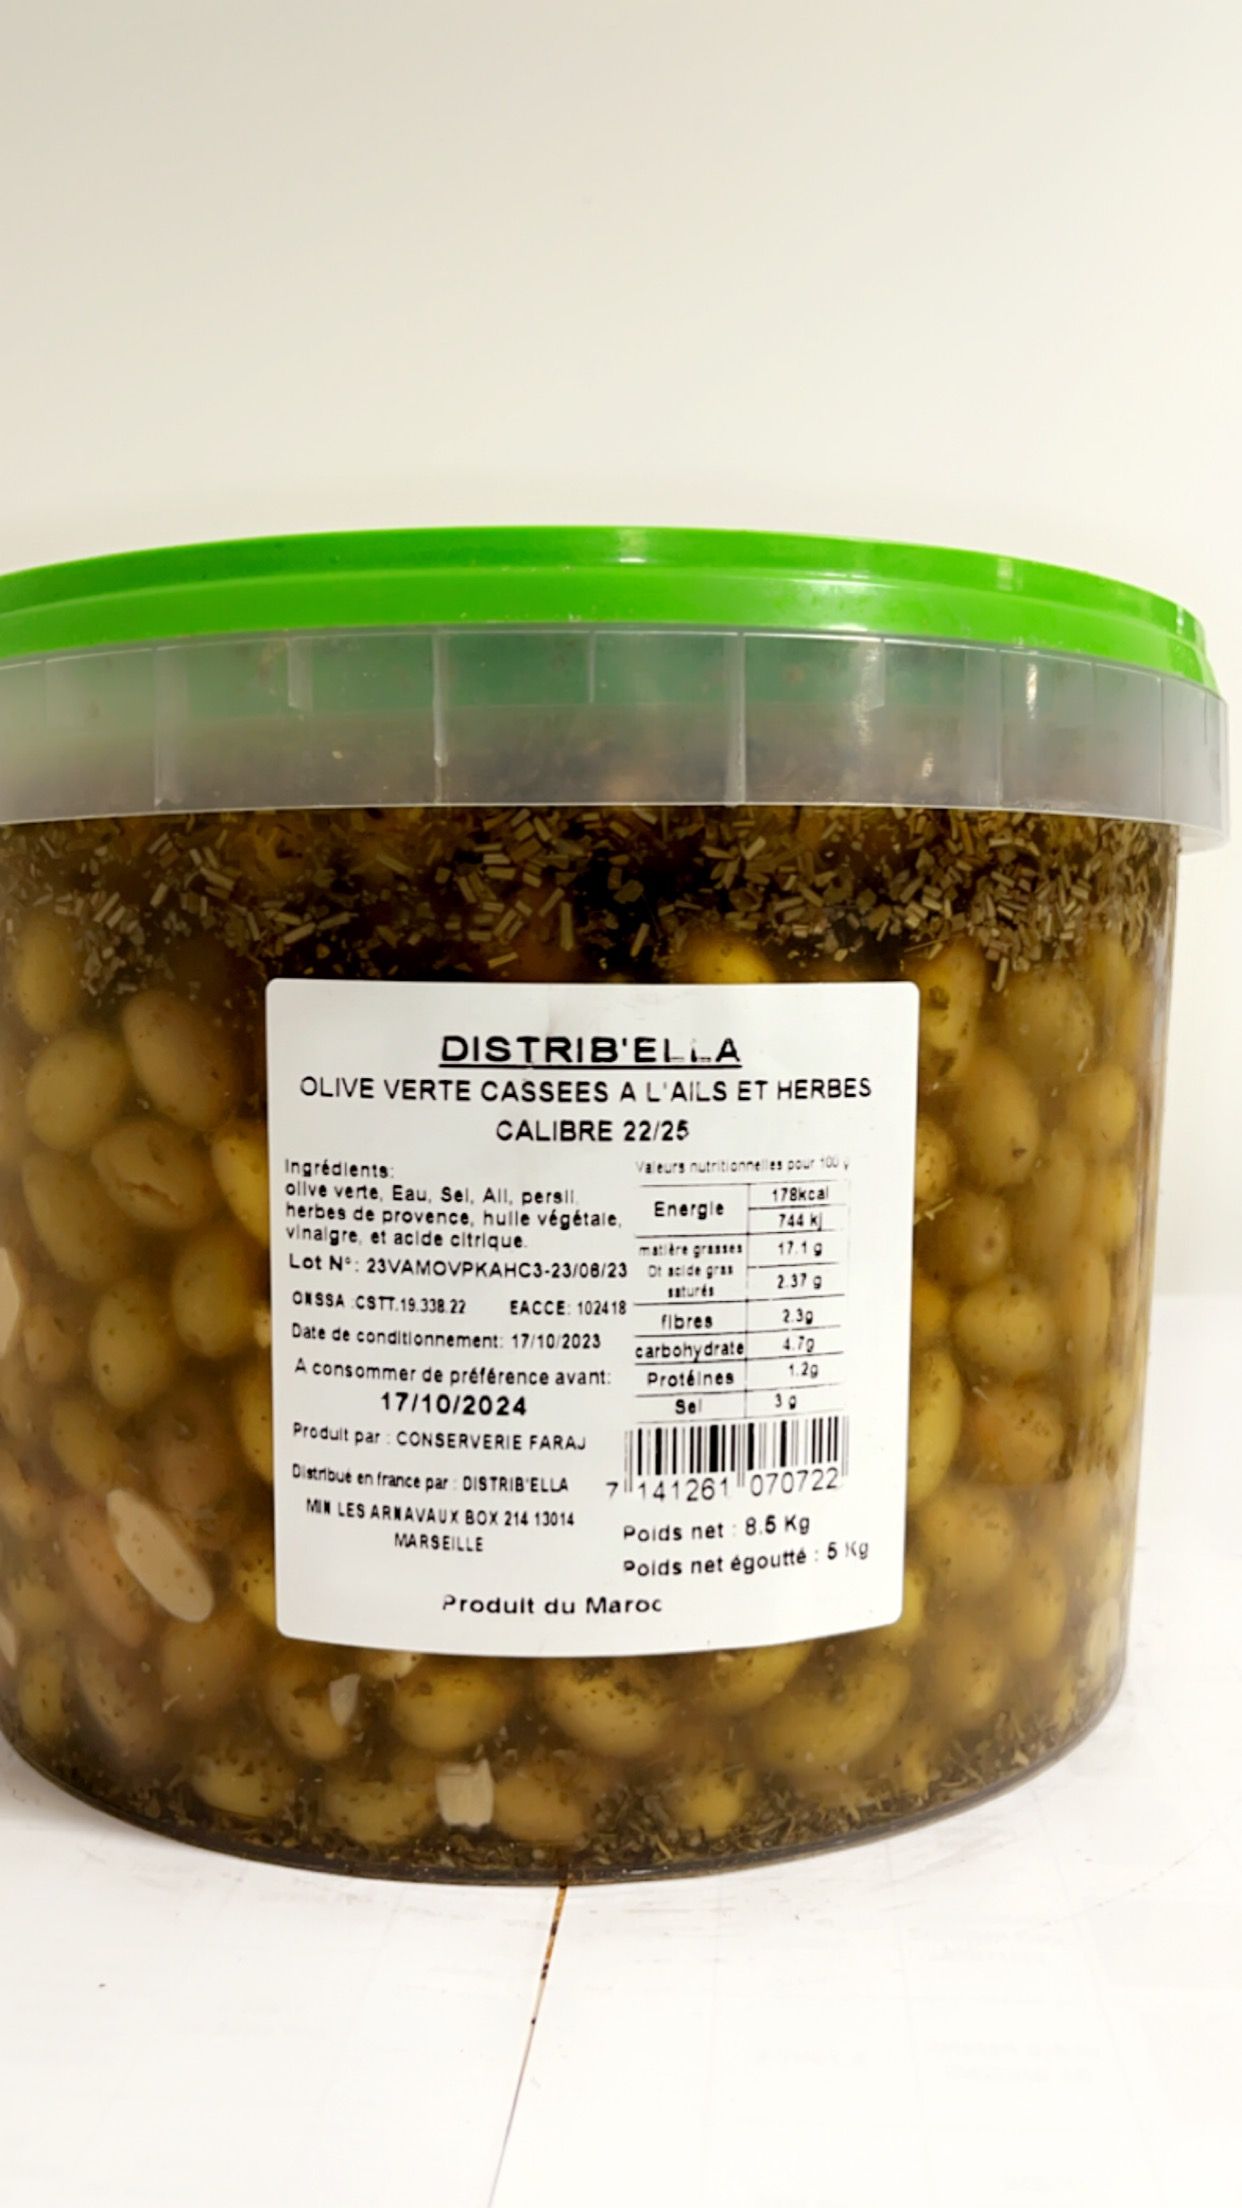 DISTRIB'ELLA
OLIVE VERTE CASSEES A L'AILS ET HERBES
CALIBRE 22/25
Ingrédients:
olive verte, Eau, Sel, Ail, persil,
herbes de provence, huile végétale,
vinaigre, et acide citrique.
Lot N°: 23VAMOVPKAHC3-23/08/23
ONSSA :CSTT.19.338.22 EACCE: 102418
Date de conditionnement: 17/10/2023
A consommer de préférence avant:
17/10/2024
Produit par : CONSERVERIE FARAJ
Distribué en france par : DISTRIB'ELLA
MIN LES ARNAVAUX BOX 214 13014
MARSEILLE
Valeurs nutritionnelles pour 100 g
Energie 178kcal
744 kj
matière grasses 17.1 g
Dt acide gras
saturés 2.37 g
fibres 2.3g
carbohydrate 4.7g
Protéines 1.2g
Sel 3 g
7 141261 070722
Poids net : 8.5 Kg
Poids net égoutté : 5 Kg
Produit du Maroc